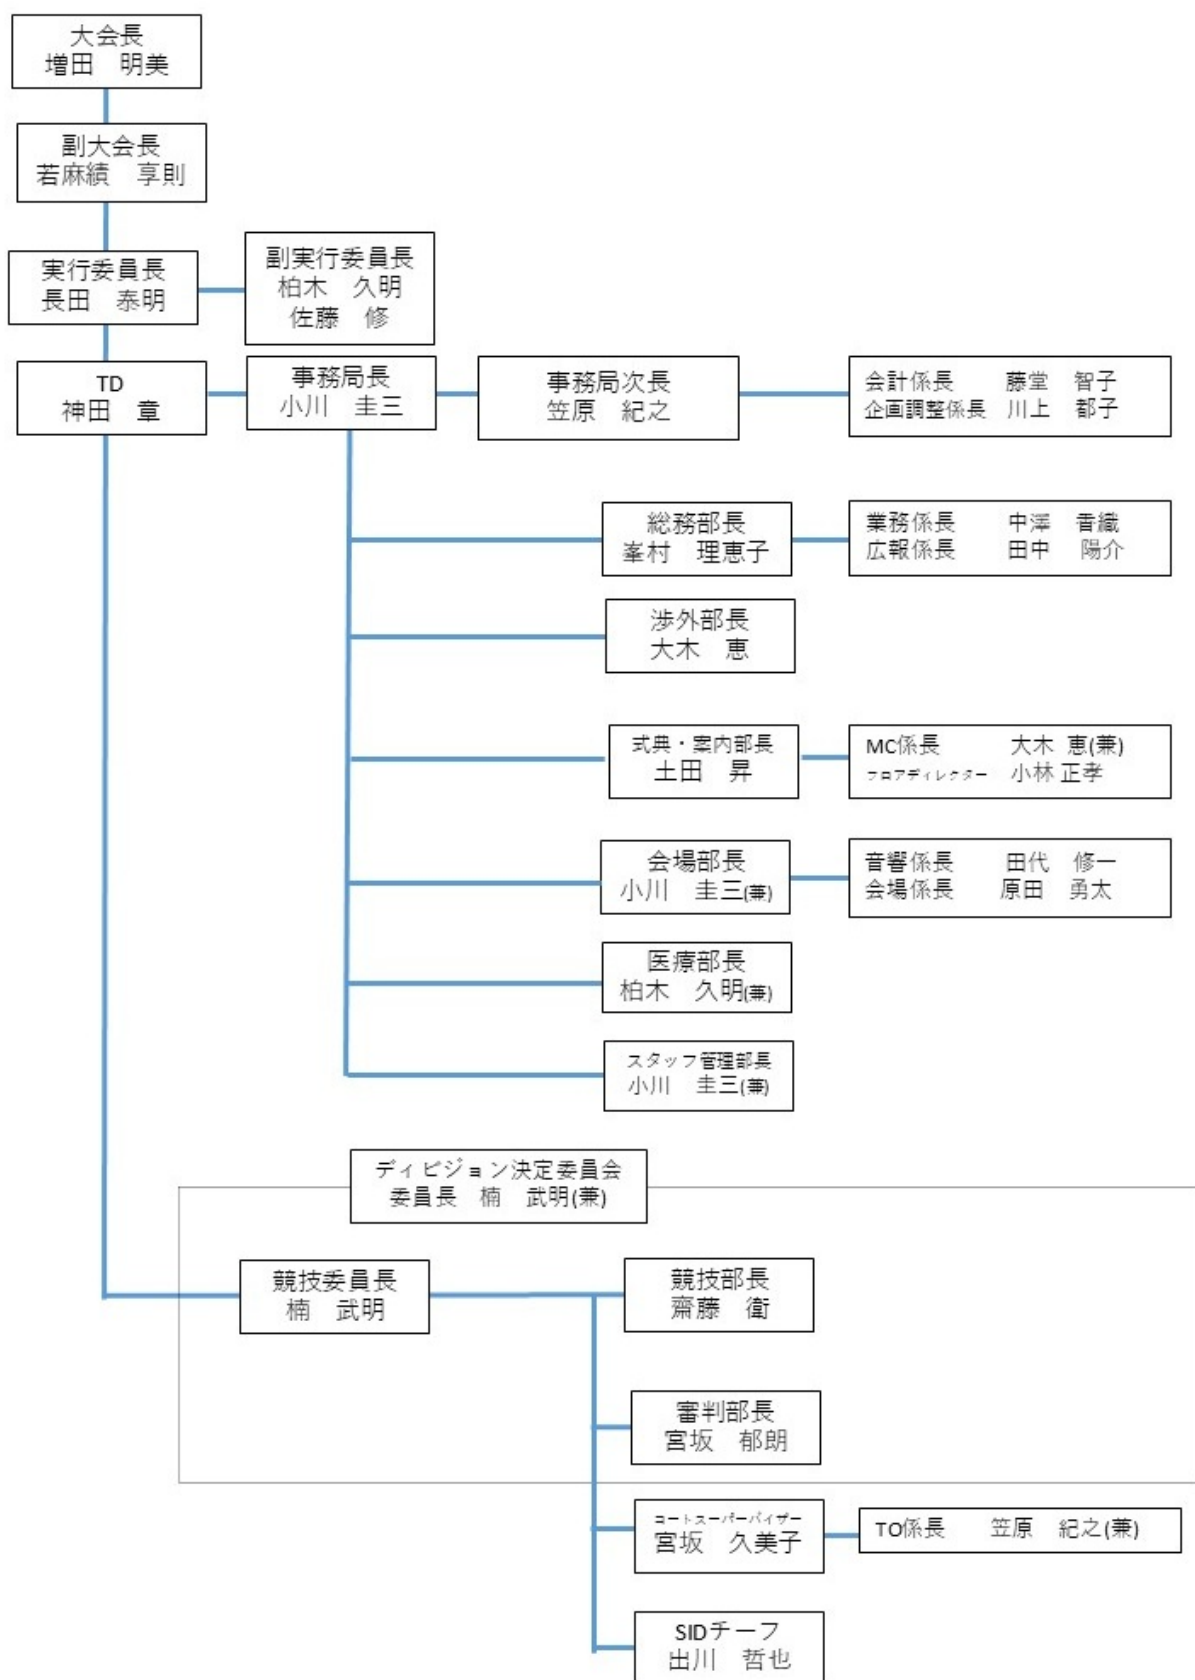 大会長
増田　明美
副大会長
若麻績　享則
実行委員長
長田　泰明
副実行委員長
柏木　久明
佐藤　修
TD
神田　章
事務局長
小川　圭三
事務局次長
笠原　紀之
会計係長　藤堂　智子
企画調整係長　川上　都子
総務部長
峯村　理恵子
業務係長　中澤　香織
広報係長　田中　陽介
渉外部長
大木　恵
式典・案内部長
土田　昇
MC係長　大木 恵(兼)
フロアディレクター　小林 正孝
会場部長
小川　圭三(兼)
音響係長　田代　修一
会場係長　原田　勇太
医療部長
柏木　久明(兼)
スタッフ管理部長
小川　圭三(兼)
ディビジョン決定委員会
委員長　楠　武明(兼)
競技委員長
楠　武明
競技部長
齋藤　衛
審判部長
宮坂　郁朗
コートスーパーバイザー
宮坂　久美子
TO係長　笠原　紀之(兼)
SIDチーフ
出川　哲也